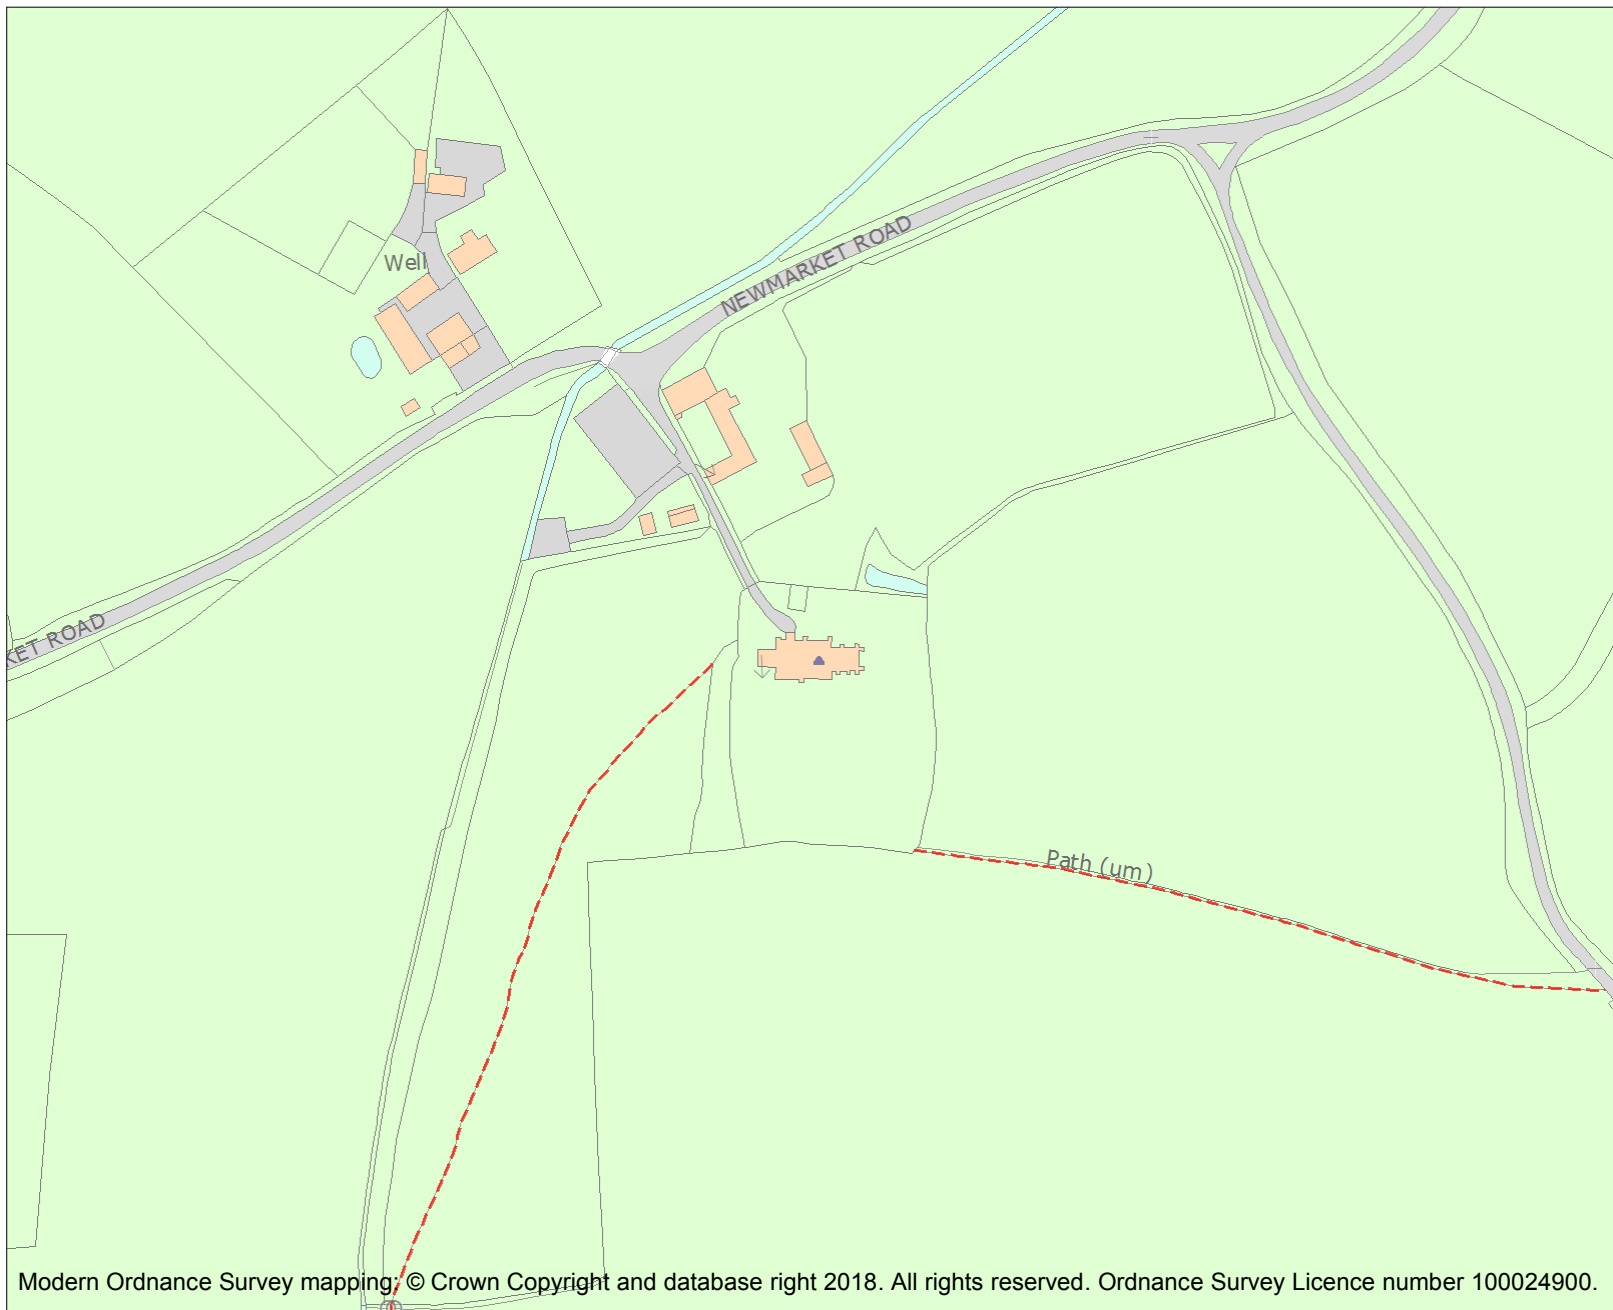 NEWMARKET ROAD
Well
KET ROAD
Path (um)
Modern Ordnance Survey mapping: © Crown Copyright and database right 2018. All rights reserved. Ordnance Survey Licence number 100024900.